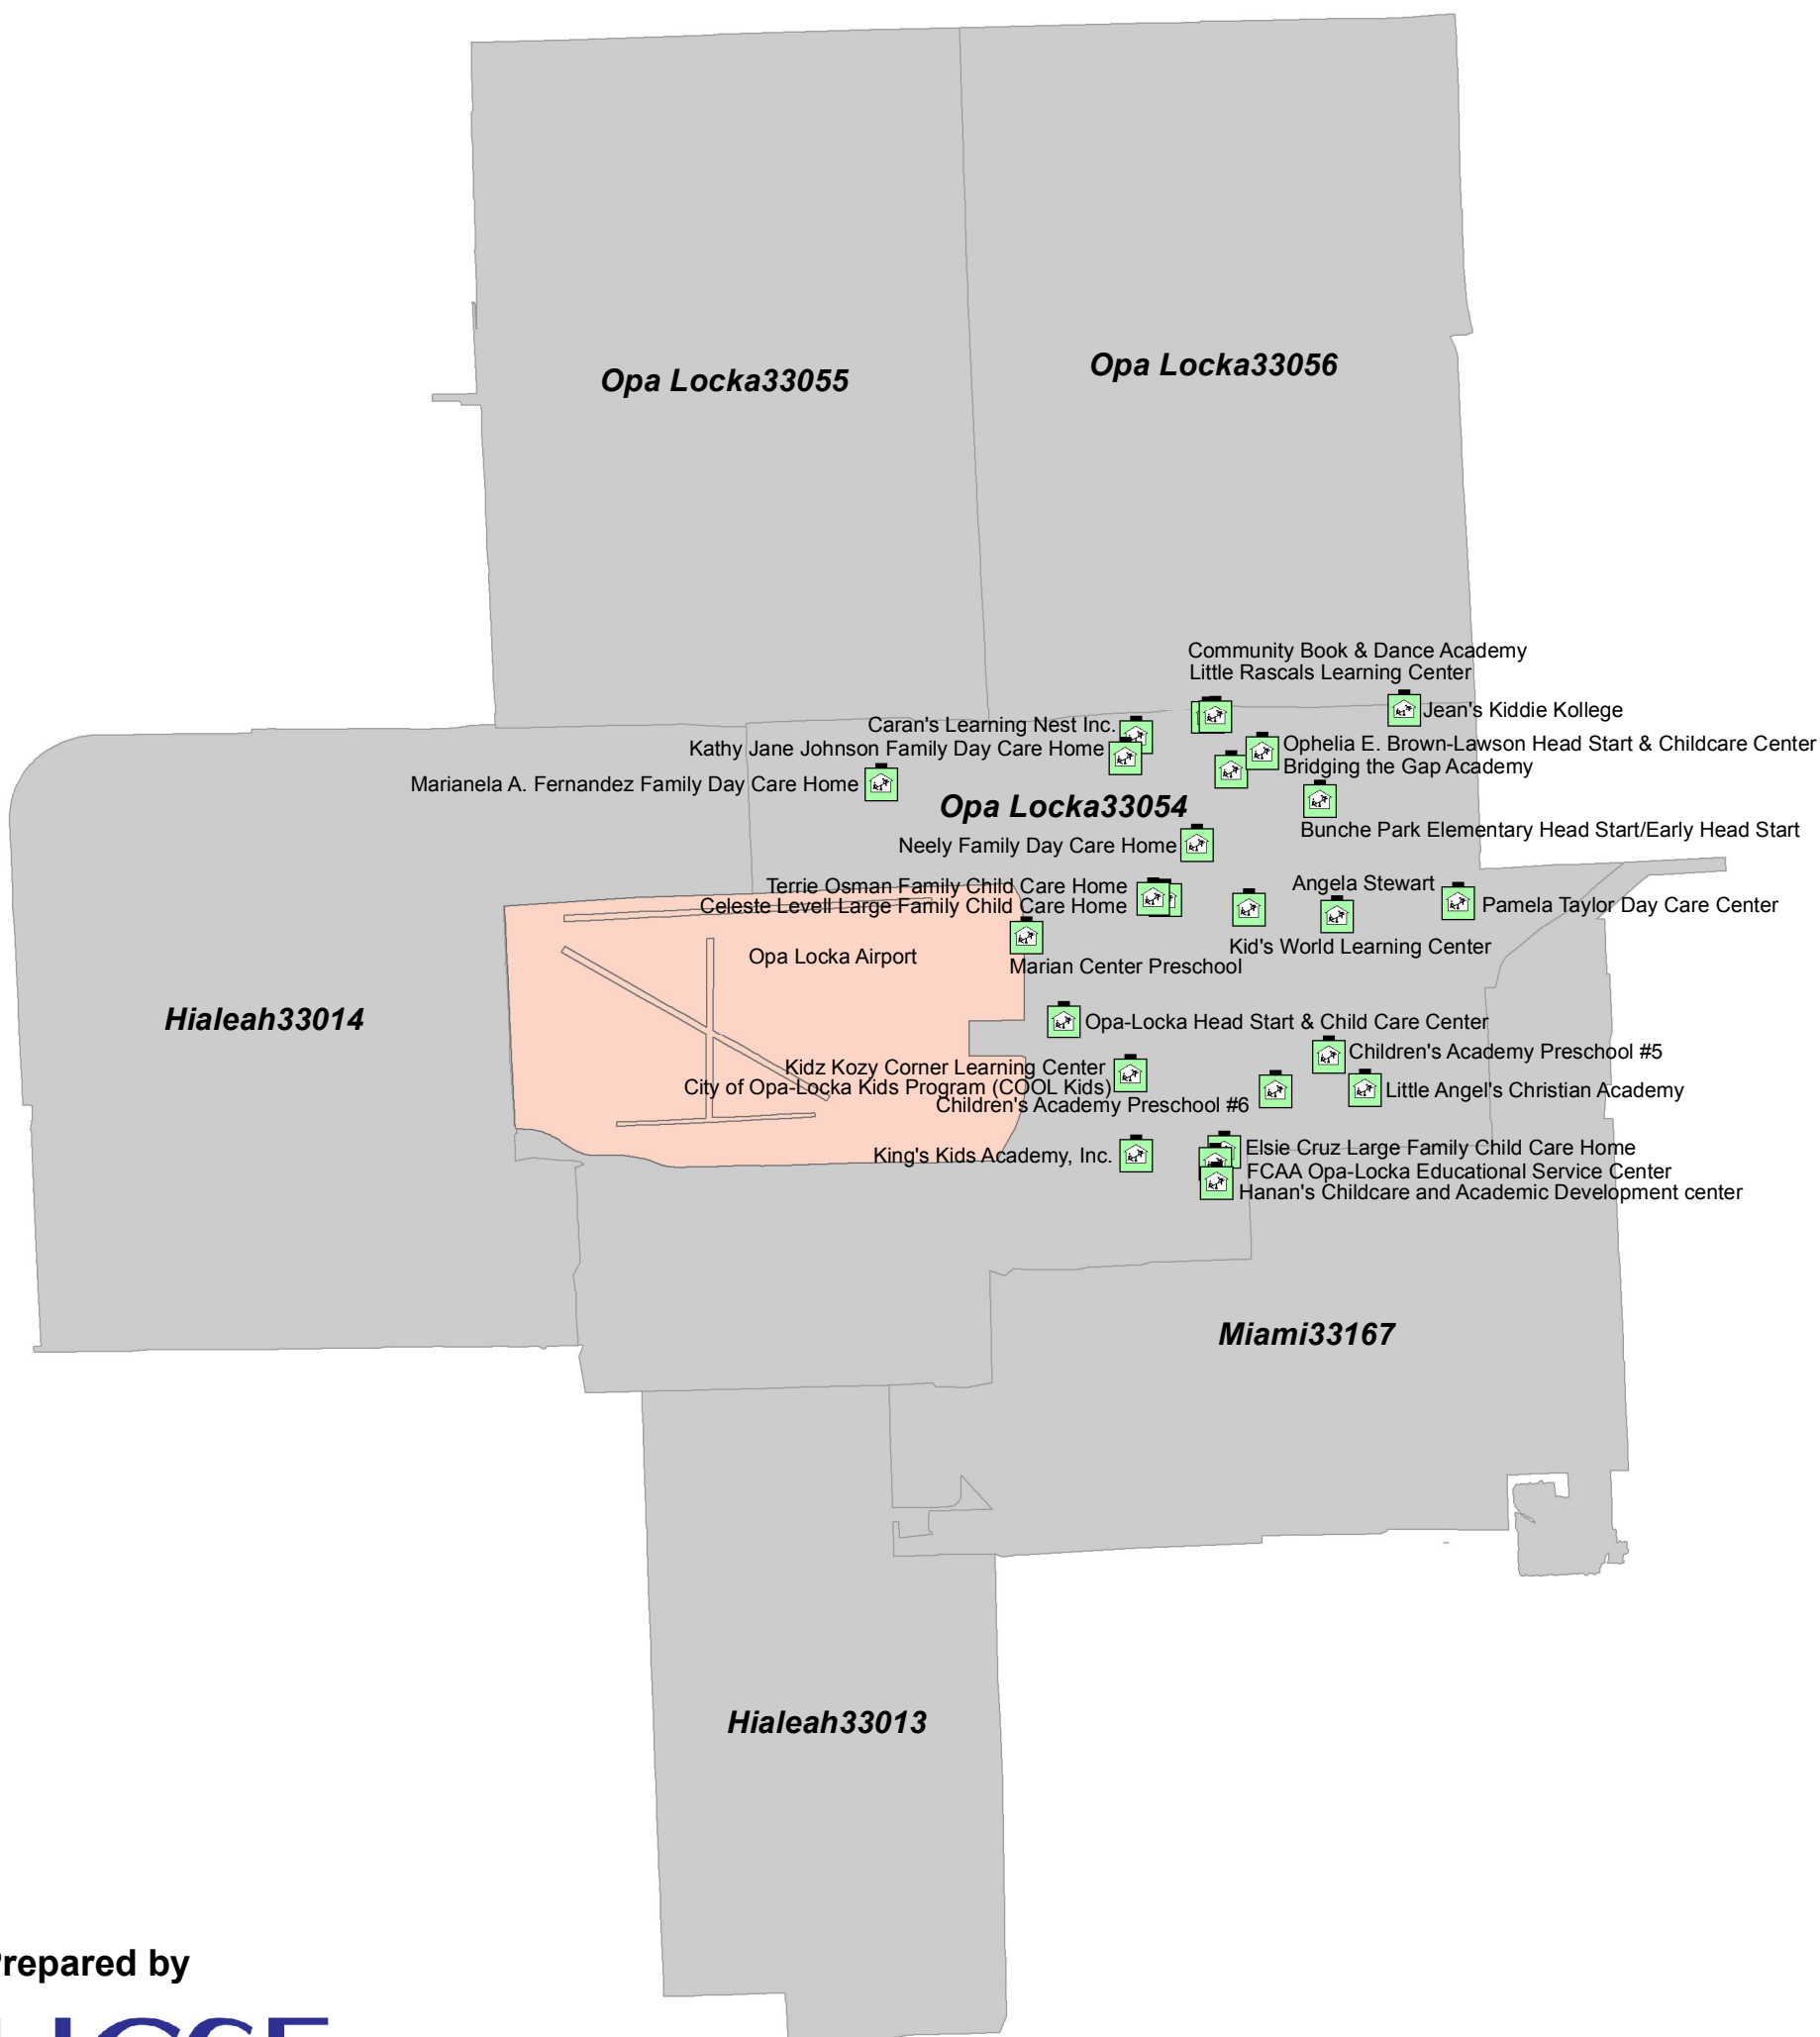 Opa Locka33056
Opa Locka33055
Community Book & Dance Academy
Little Rascals Learning Center
Jean's Kiddie Kollege
Caran's Learning Nest Inc.
Kathy Jane Johnson Family Day Care Home
Ophelia E. Brown-Lawson Head Start & Childcare Center
Bridging the Gap Academy
Marianela A. Fernandez Family Day Care Home
Opa Locka33054
Bunche Park Elementary Head Start/Early Head Start
Neely Family Day Care Home
Terrie Osman Family Child Care Home
Angela Stewart
Celeste Levell Large Family Child Care Home
Pamela Taylor Day Care Center
Kid's World Learning Center
Opa Locka Airport
Marian Center Preschool
Hialeah33014
Opa-Locka Head Start & Child Care Center
Children's Academy Preschool #5
Kidz Kozy Corner Learning Center
City of Opa-Locka Kids Program (COOL Kids)
Little Angel's Christian Academy
Children's Academy Preschool #6
King's Kids Academy, Inc.
Elsie Cruz Large Family Child Care Home
FCAA Opa-Locka Educational Service Center
Hanan's Childcare and Academic Development center
Miami33167
Hialeah33013
Prepared by